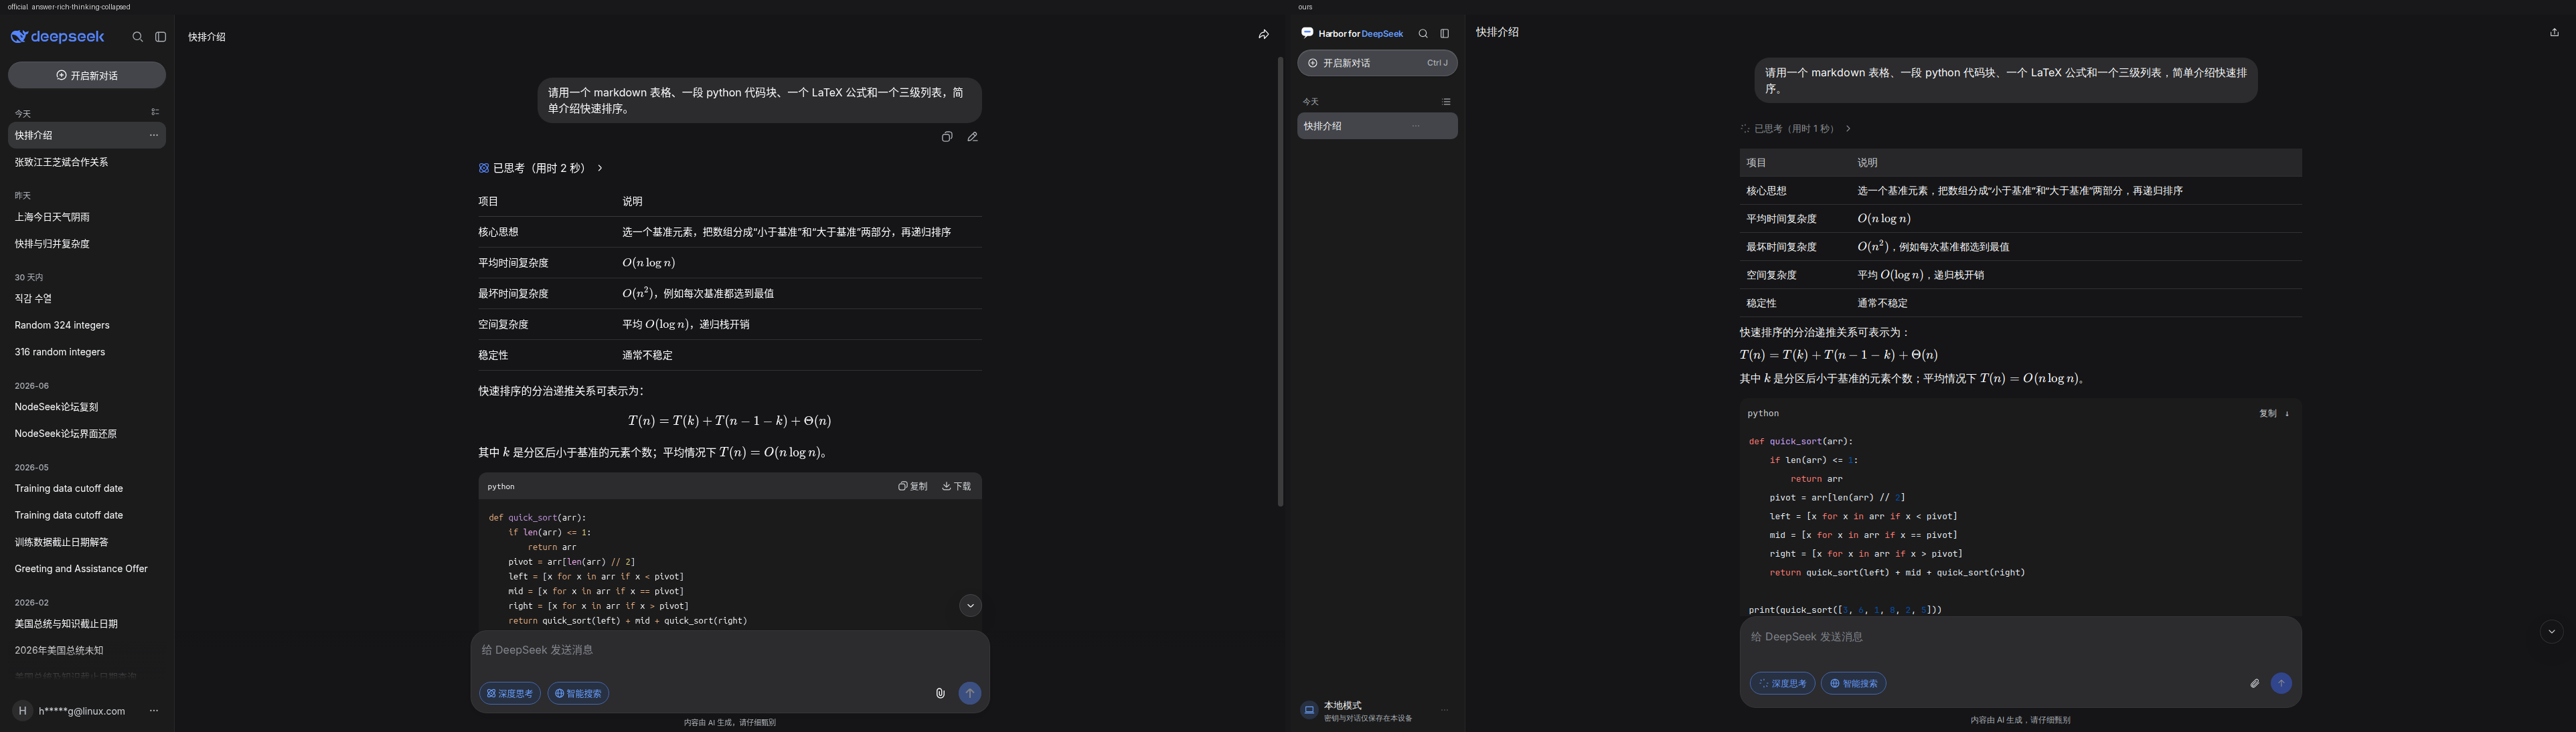 official answer-rich-thinking-collapsed
deepseek
开启新对话
今天
快排介绍
张致江王芝斌合作关系
昨天
上海今日天气阴雨
快排与归并复杂度
30 天内
직감 수열
Random 324 integers
316 random integers
2026-06
NodeSeek论坛复刻
NodeSeek论坛界面还原
2026-05
Training data cutoff date
Training data cutoff date
训练数据截止日期解答
Greeting and Assistance Offer
2026-02
美国总统与知识截止日期
2026年美国总统未知
H h*****g@linux.com
快排介绍
请用一个 markdown 表格、一段 python 代码块、一个 LaTeX 公式和一个三级列表，简
单介绍快速排序。
已思考（用时 2 秒）
项目 说明
核心思想 选一个基准元素，把数组分成“小于基准”和“大于基准”两部分，再递归排序
平均时间复杂度 O(n log n)
最坏时间复杂度 O(n²)，例如每次基准都选到最值
空间复杂度 平均 O(log n)，递归栈开销
稳定性 通常不稳定
快速排序的分治递推关系可表示为：
T(n) = T(k) + T(n − 1 − k) + Θ(n)
其中 k 是分区后小于基准的元素个数；平均情况下 T(n) = O(n log n)。
python 复制 下载
def quick_sort(arr):
    if len(arr) <= 1:
        return arr
    pivot = arr[len(arr) // 2]
    left = [x for x in arr if x < pivot]
    mid = [x for x in arr if x == pivot]
    right = [x for x in arr if x > pivot]
    return quick_sort(left) + mid + quick_sort(right)
给 DeepSeek 发送消息
深度思考 智能搜索
内容由 AI 生成，请仔细甄别
ours
Harbor for DeepSeek
开启新对话 Ctrl J
今天
快排介绍
本地模式
密钥与对话仅保存在本设备
快排介绍
请用一个 markdown 表格、一段 python 代码块、一个 LaTeX 公式和一个三级列表，简单介绍快速排
序。
已思考（用时 1 秒）
项目 说明
核心思想 选一个基准元素，把数组分成“小于基准”和“大于基准”两部分，再递归排序
平均时间复杂度 O(n log n)
最坏时间复杂度 O(n²)，例如每次基准都选到最值
空间复杂度 平均 O(log n)，递归栈开销
稳定性 通常不稳定
快速排序的分治递推关系可表示为：
T(n) = T(k) + T(n − 1 − k) + Θ(n)
其中 k 是分区后小于基准的元素个数；平均情况下 T(n) = O(n log n)。
python 复制 ↓
def quick_sort(arr):
    if len(arr) <= 1:
        return arr
    pivot = arr[len(arr) // 2]
    left = [x for x in arr if x < pivot]
    mid = [x for x in arr if x == pivot]
    right = [x for x in arr if x > pivot]
    return quick_sort(left) + mid + quick_sort(right)
print(quick_sort([3, 6, 1, 8, 2, 5]))
给 DeepSeek 发送消息
深度思考 智能搜索
内容由 AI 生成，请仔细甄别